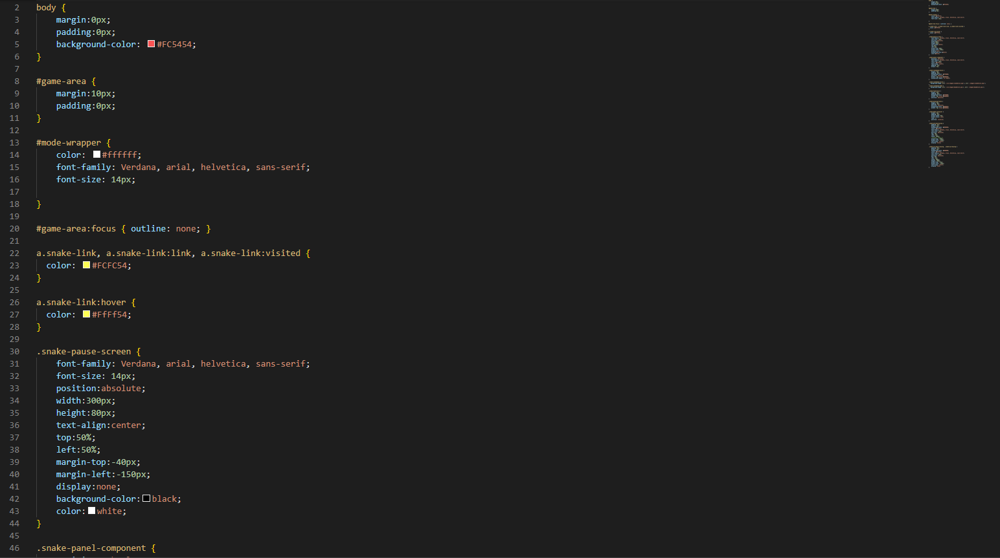 2 body {
3 margin:0px;
4 padding:0px;
5 background-color: #FC5454;
6 }
7
8 #game-area {
9 margin:10px;
10 padding:0px;
11 }
12
13 #mode-wrapper {
14 color: #ffffff;
15 font-family: Verdana, arial, helvetica, sans-serif;
16 font-size: 14px;
17
18 }
19
20 #game-area:focus { outline: none; }
21
22 a.snake-link, a.snake-link:link, a.snake-link:visited {
23 color: #FCFC54;
24 }
25
26 a.snake-link:hover {
27 color: #FfFf54;
28 }
29
30 .snake-pause-screen {
31 font-family: Verdana, arial, helvetica, sans-serif;
32 font-size: 14px;
33 position:absolute;
34 width:300px;
35 height:80px;
36 text-align:center;
37 top:50%;
38 left:50%;
39 margin-top:-40px;
40 margin-left:-150px;
41 display:none;
42 background-color:black;
43 color:white;
44 }
45
46 .snake-panel-component {